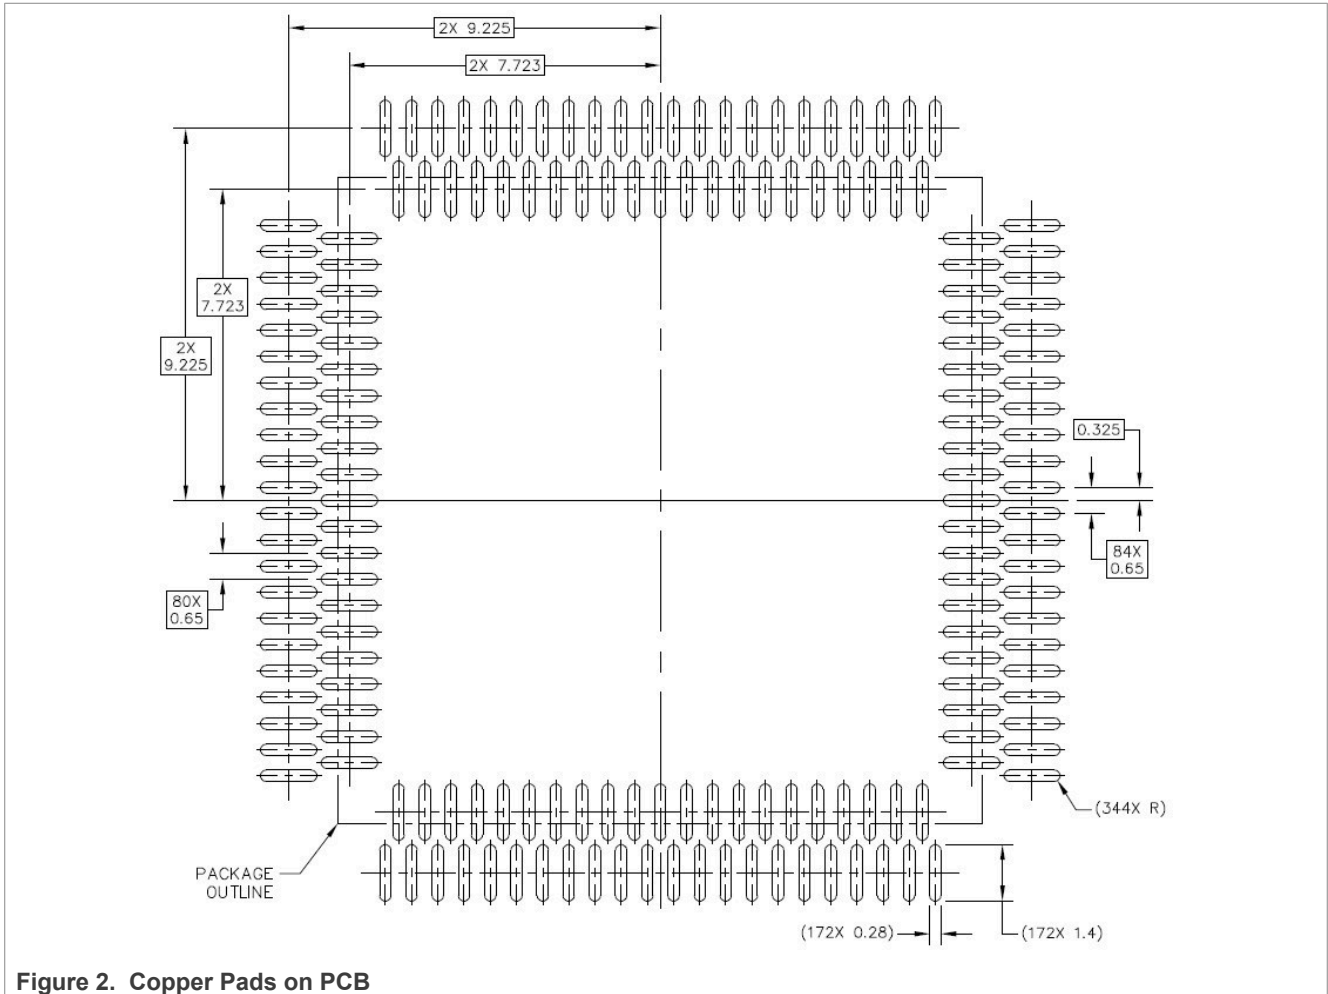 2X 9.225
2X 7.723
2X
7.723
2X
9.225
0.325
84X
0.65
80X
0.65
(344X R)
PACKAGE
OUTLINE
(172X 0.28)
(172X 1.4)
Figure 2. Copper Pads on PCB